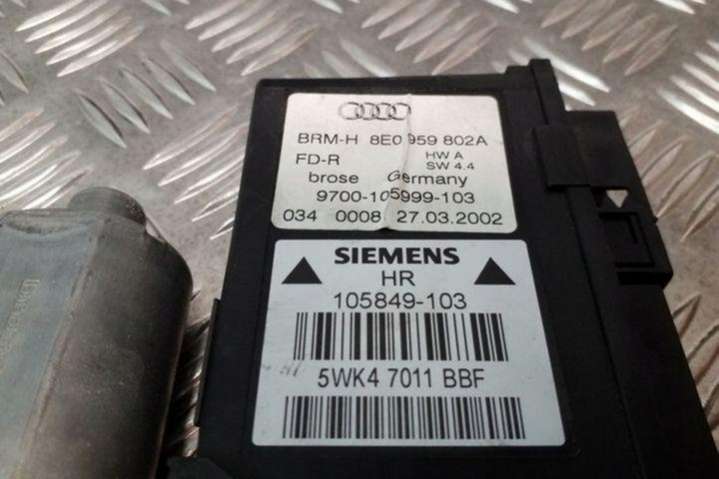 BRM-H 8E0 959 802A
FD-R HW A
SW 4.4
brose Germany
9700-105999-103
034 0008 27.03.2002
SIEMENS
HR
105849-103
5WK4 7011 BBF